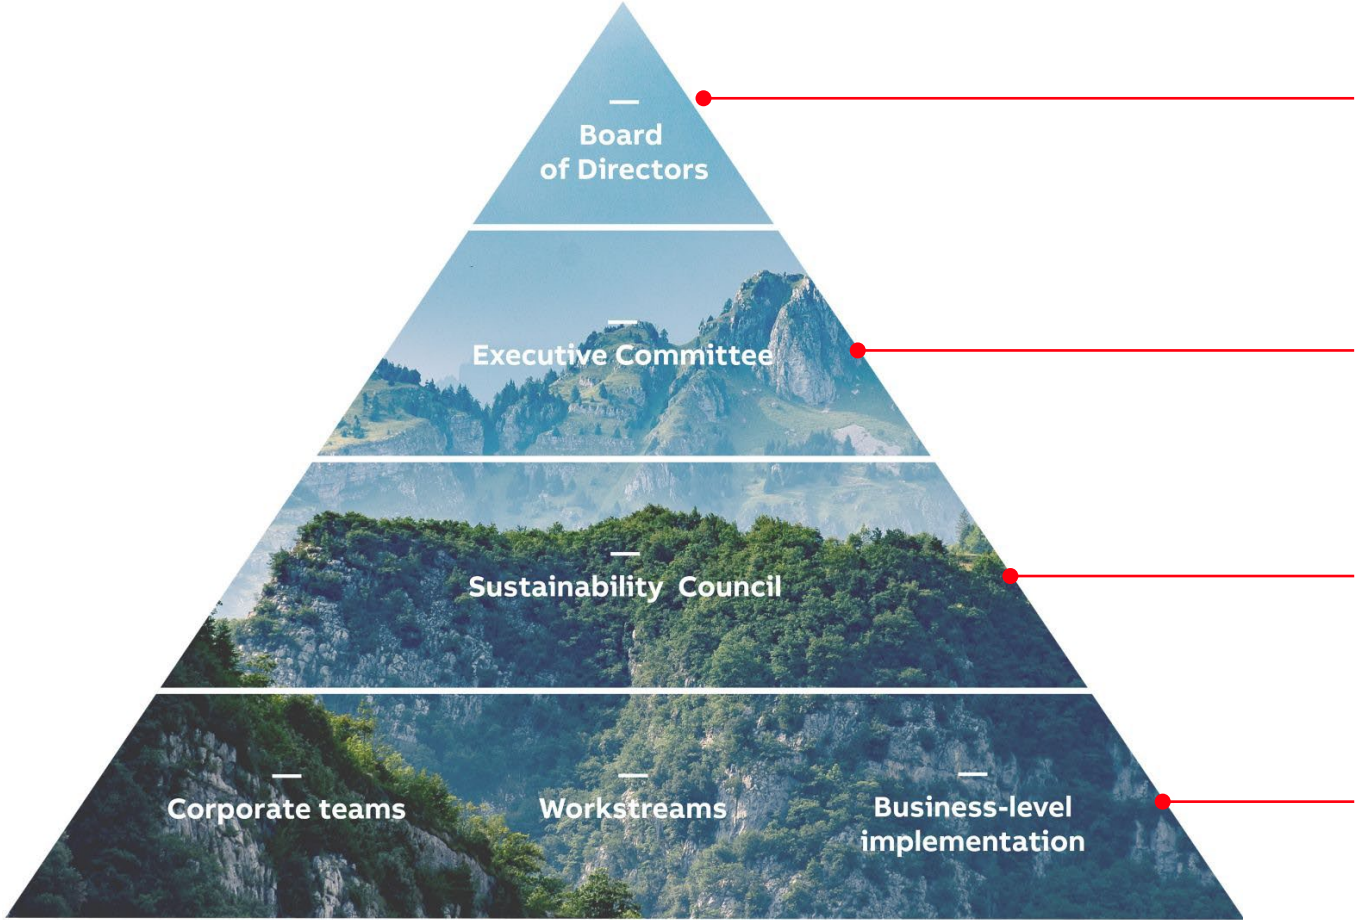 Board
of Directors
Executive Committee
Sustainability Council
Corporate teams
Workstreams
Business-level
implementation